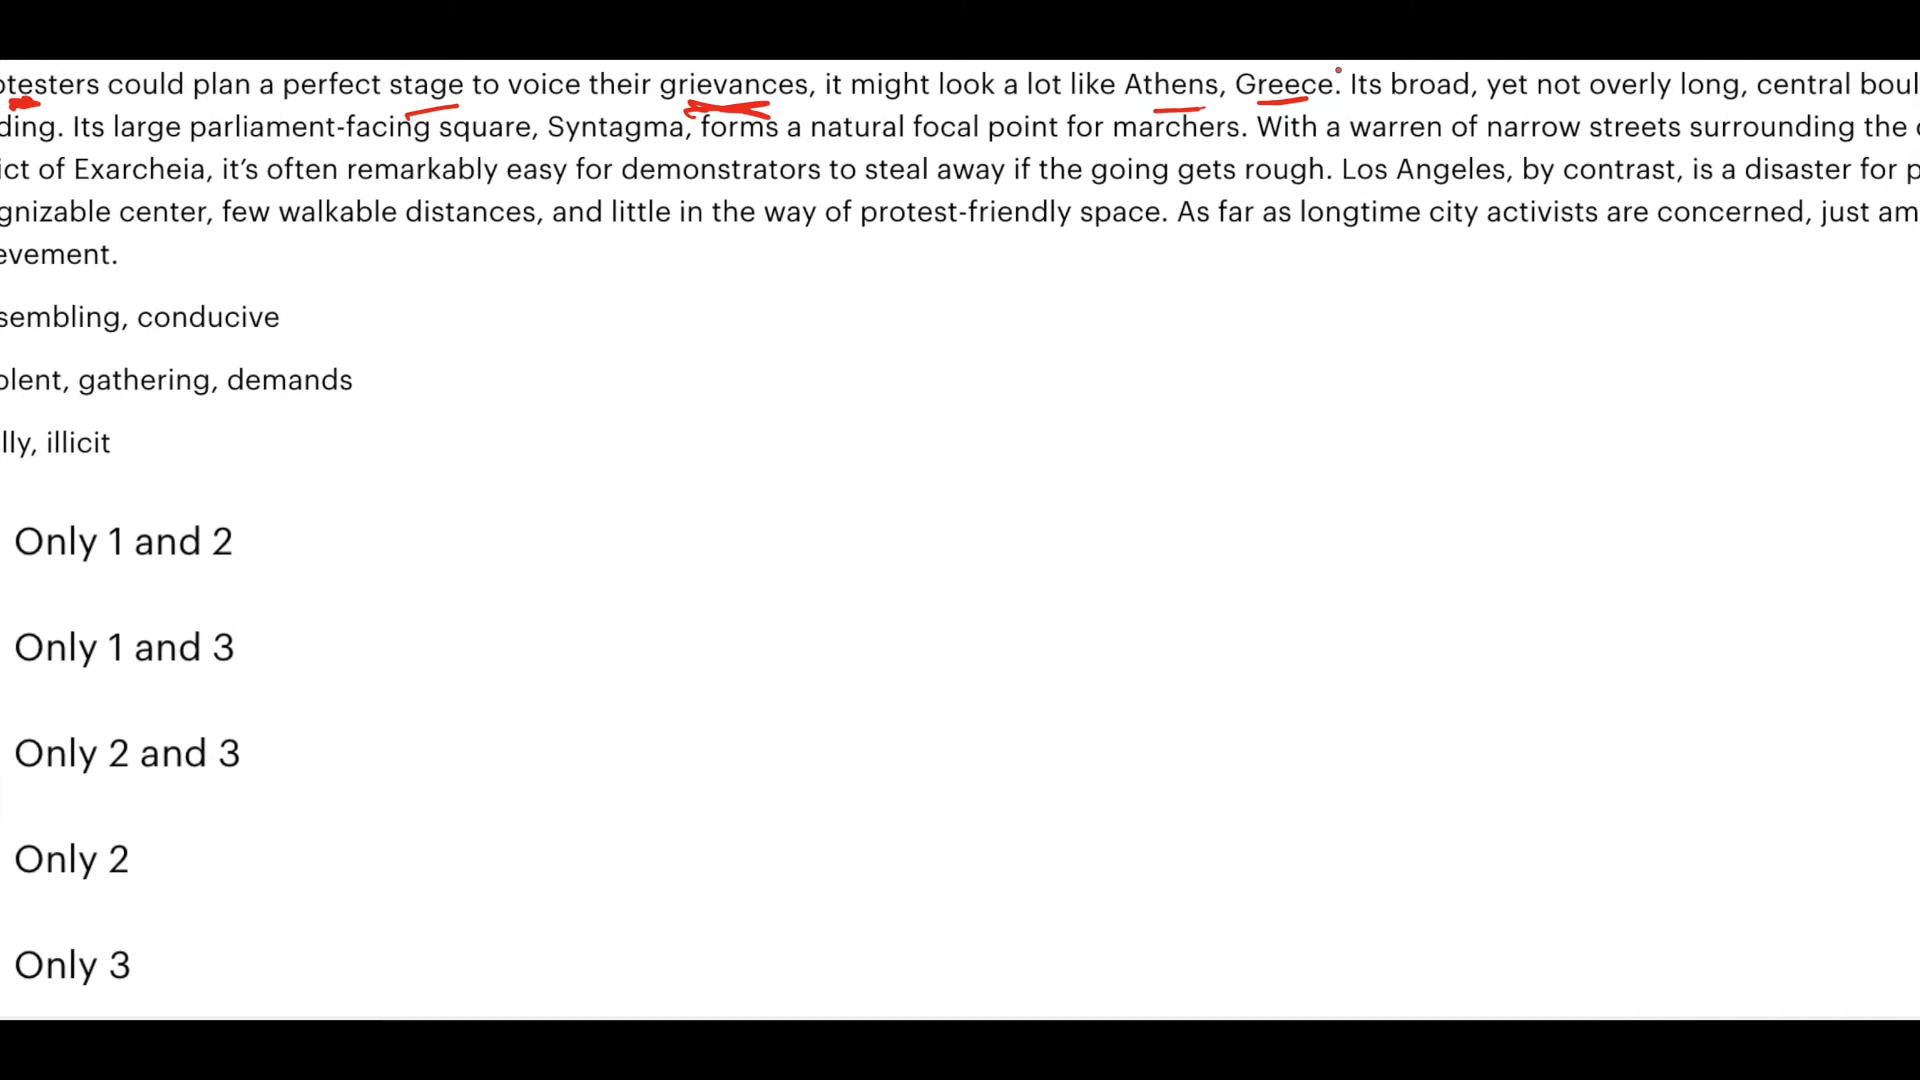 otesters could plan a perfect stage to voice their grievances, it might look a lot like Athens, Greece. Its broad, yet not overly long, central boul
ding. Its large parliament-facing square, Syntagma, forms a natural focal point for marchers. With a warren of narrow streets surrounding the
ict of Exarcheia, it’s often remarkably easy for demonstrators to steal away if the going gets rough. Los Angeles, by contrast, is a disaster for p
gnizable center, few walkable distances, and little in the way of protest-friendly space. As far as longtime city activists are concerned, just am
evement.
sembling, conducive
olent, gathering, demands
lly, illicit
Only 1 and 2
Only 1 and 3
Only 2 and 3
Only 2
Only 3